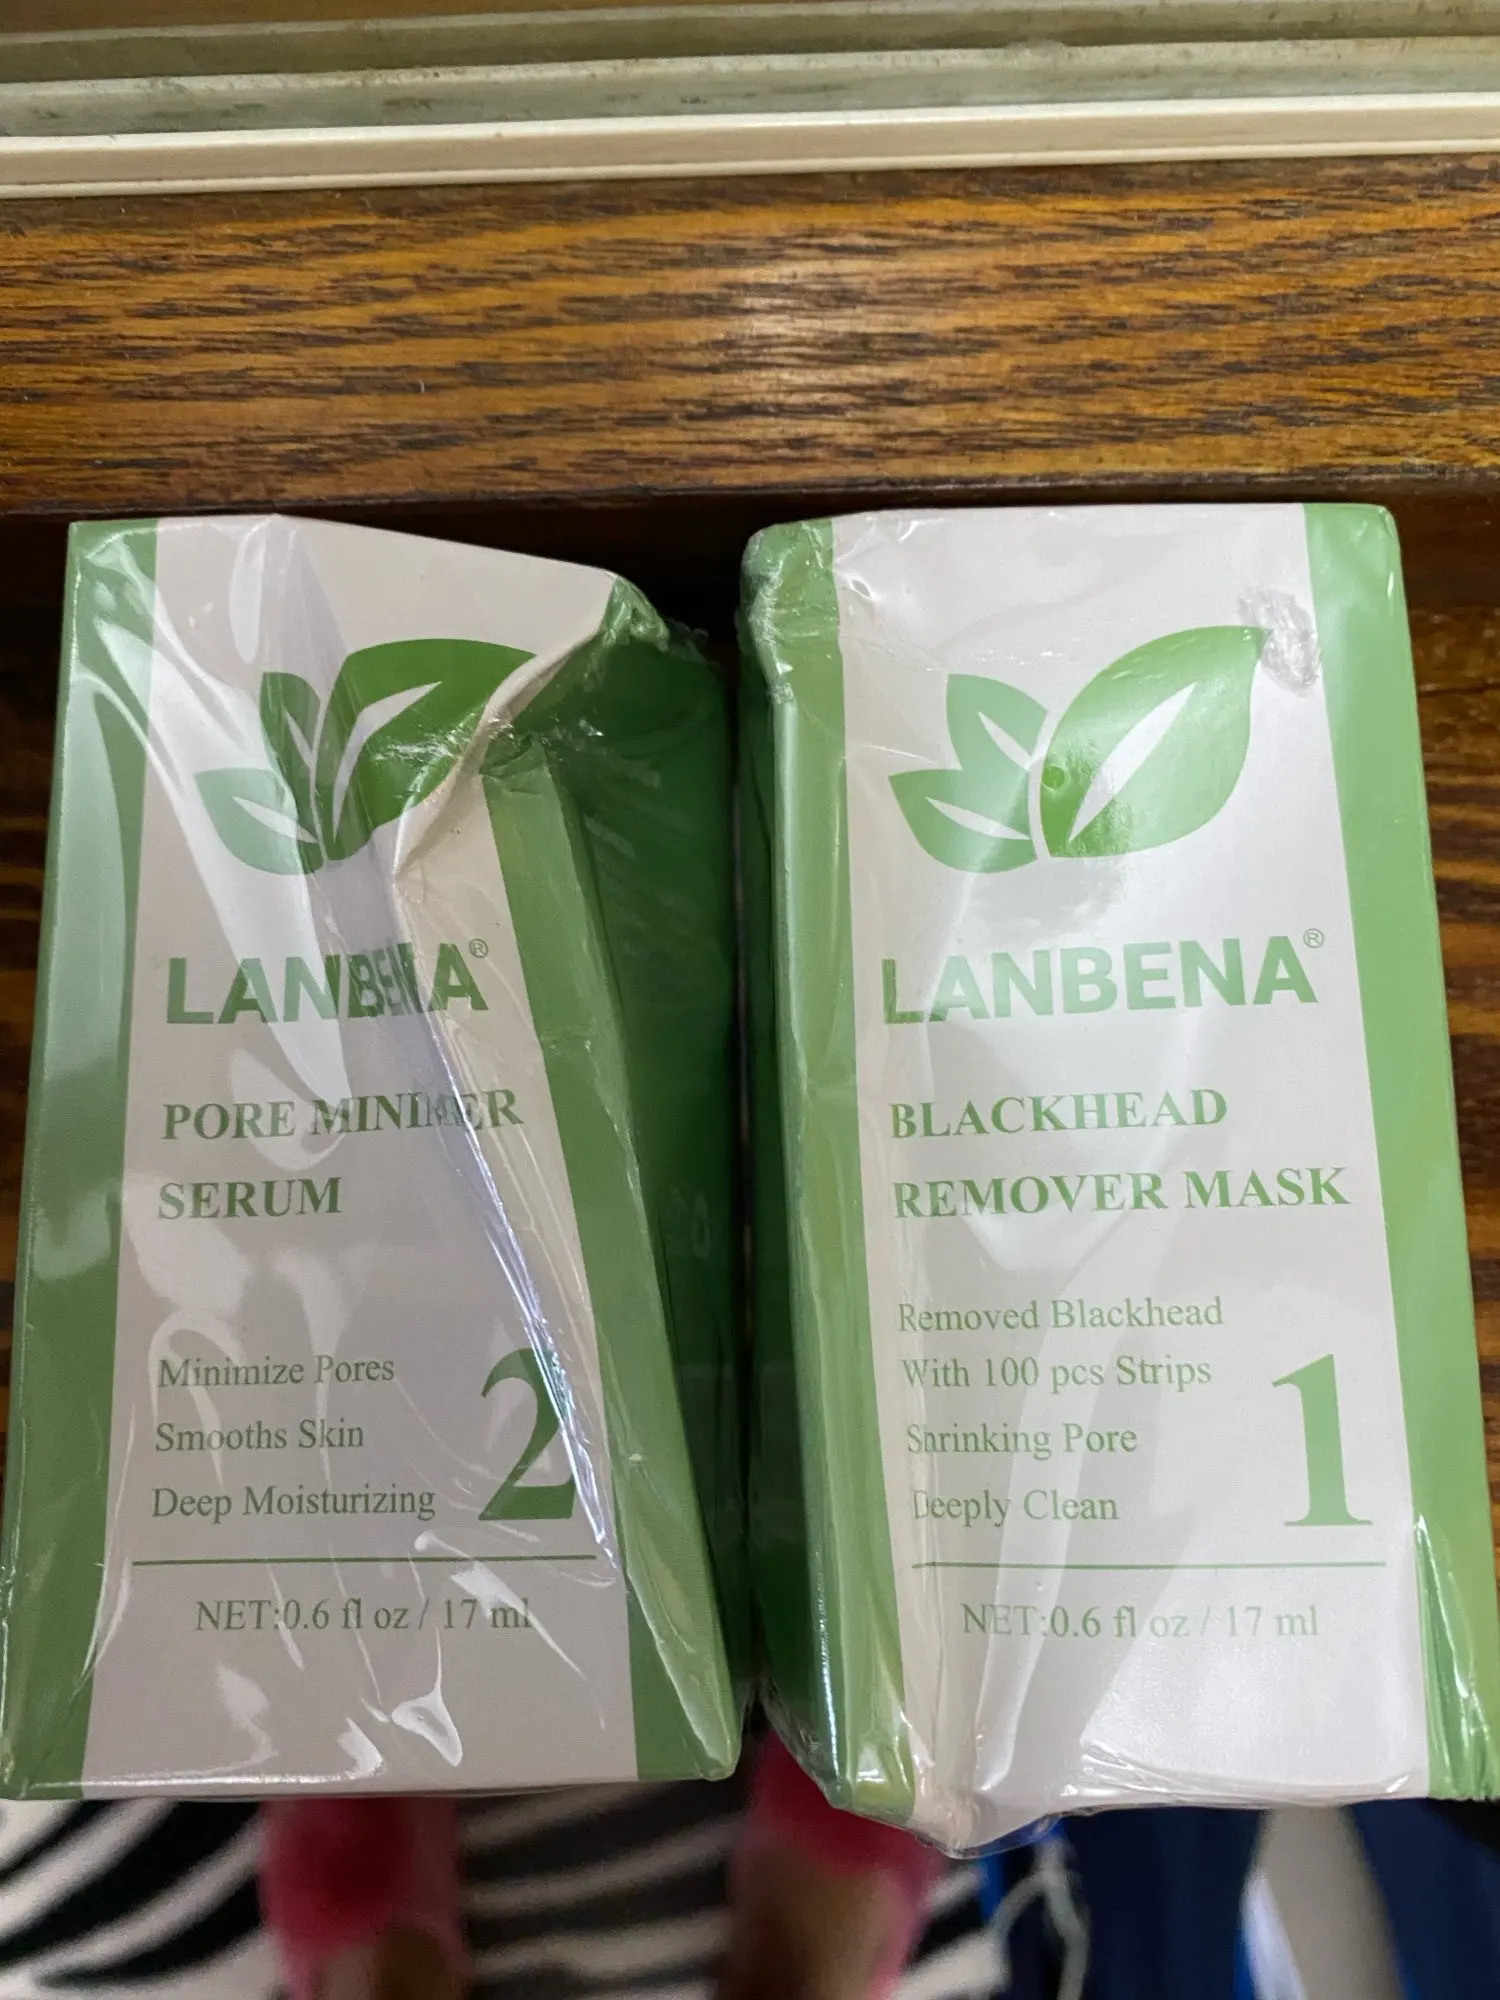 LANBENA®
PORE MINIMIZER
SERUM
Minimize Pores
Smooths Skin
Deep Moisturizing
2
NET:0.6 fl oz / 17 ml
LANBENA®
BLACKHEAD
REMOVER MASK
Removed Blackhead
With 100 pcs Strips
Shrinking Pore
Deeply Clean
1
NET:0.6 fl oz / 17 ml